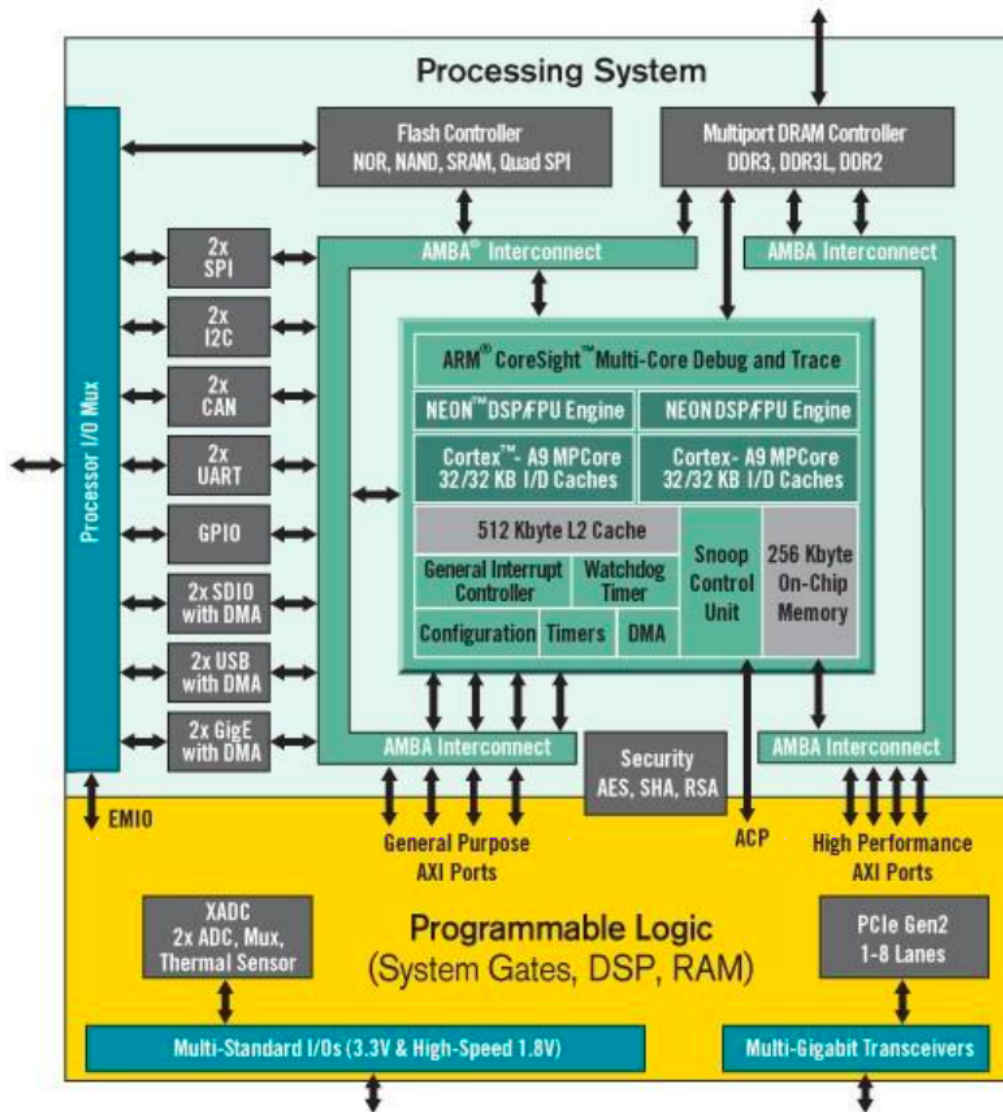 Processing System
Flash Controller
NOR, NAND, SRAM, Quad SPI
Multiport DRAM Controller
DDR3, DDR3L, DDR2
AMBA® Interconnect
AMBA Interconnect
Processor I/O Mux
2x
SPI
2x
I2C
2x
CAN
2x
UART
GPIO
2x SDIO
with DMA
2x USB
with DMA
2x GigE
with DMA
ARM® CoreSight™ Multi-Core Debug and Trace
NEON™ DSP/FPU Engine
NEON DSP/FPU Engine
Cortex™- A9 MPCore
32/32 KB I/D Caches
Cortex- A9 MPCore
32/32 KB I/D Caches
512 Kbyte L2 Cache
General Interrupt
Controller
Watchdog
Timer
Configuration
Timers
DMA
Snoop
Control
Unit
256 Kbyte
On-Chip
Memory
AMBA Interconnect
Security
AES, SHA, RSA
AMBA Interconnect
EMIO
General Purpose
AXI Ports
ACP
High Performance
AXI Ports
XADC
2x ADC, Mux,
Thermal Sensor
Programmable Logic
(System Gates, DSP, RAM)
PCIe Gen2
1-8 Lanes
Multi-Standard I/Os (3.3V & High-Speed 1.8V)
Multi-Gigabit Transceivers